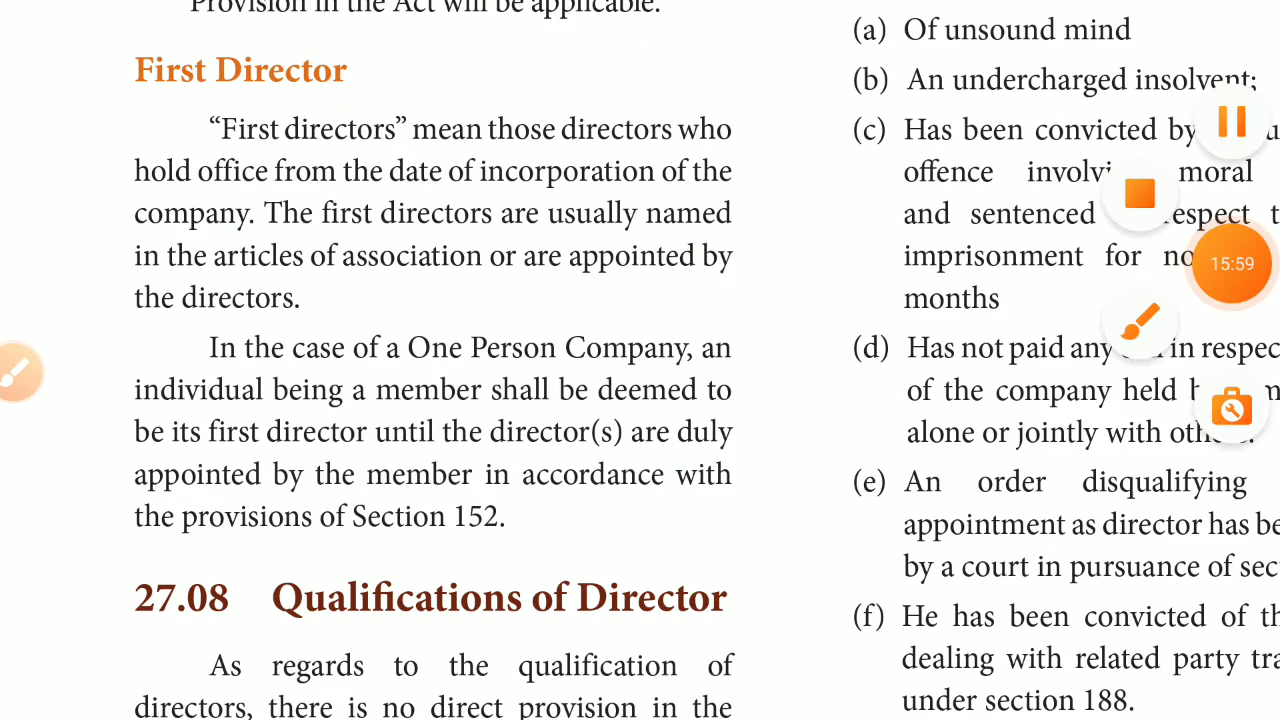 Provision in the Act will be applicable.
First Director
“First directors” mean those directors who
hold office from the date of incorporation of the
company. The first directors are usually named
in the articles of association or are appointed by
the directors.
In the case of a One Person Company, an
individual being a member shall be deemed to
be its first director until the director(s) are duly
appointed by the member in accordance with
the provisions of Section 152.
27.08 Qualifications of Director
As regards to the qualification of
directors, there is no direct provision in the
(a) Of unsound mind
(b) An undercharged insolvent;
(c) Has been convicted by
offence moral
and sentenced
imprisonment for
months
(d) Has not paid any in
of the company held
alone or jointly with
(e) An order disqualifying
appointment as director has
by a court in pursuance of
(f) He has been convicted of
dealing with related party
under section 188.
15:59